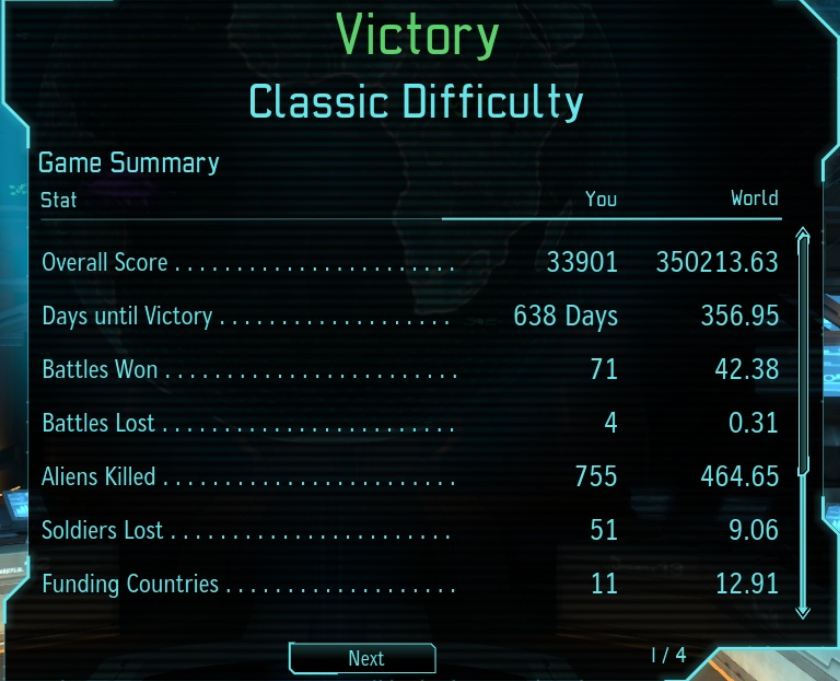 Victory
Classic Difficulty
Game Summary
Stat You World
Overall Score . . . . . . . . . . . . . . . . . . . . . . . 33901 350213.63
Days until Victory . . . . . . . . . . . . . . . . . . . 638 Days 356.95
Battles Won . . . . . . . . . . . . . . . . . . . . . . . . 71 42.38
Battles Lost . . . . . . . . . . . . . . . . . . . . . . . . 4 0.31
Aliens Killed . . . . . . . . . . . . . . . . . . . . . . . . 755 464.65
Soldiers Lost . . . . . . . . . . . . . . . . . . . . . . . 51 9.06
Funding Countries . . . . . . . . . . . . . . . . . . . 11 12.91
Next 1 / 4